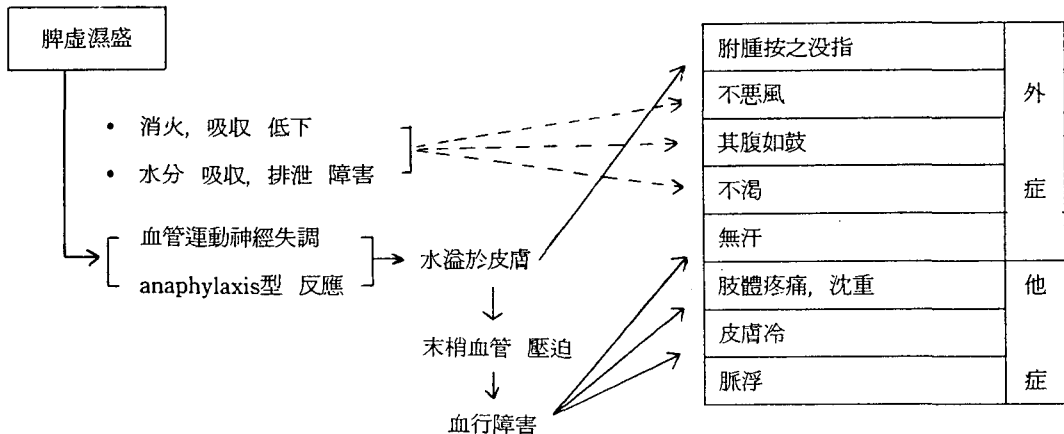 脾虛濕盛
• 消火, 吸収 低下
• 水分 吸収, 排泄 障害
血管運動神經失調
anaphylaxis型 反應
水溢於皮膚
末梢血管 壓迫
血行障害
胕腫按之没指
不悪風
其腹如鼓
不渇
無汗
肢體疼痛, 沈重
皮膚冷
脈浮
外
症
他
症